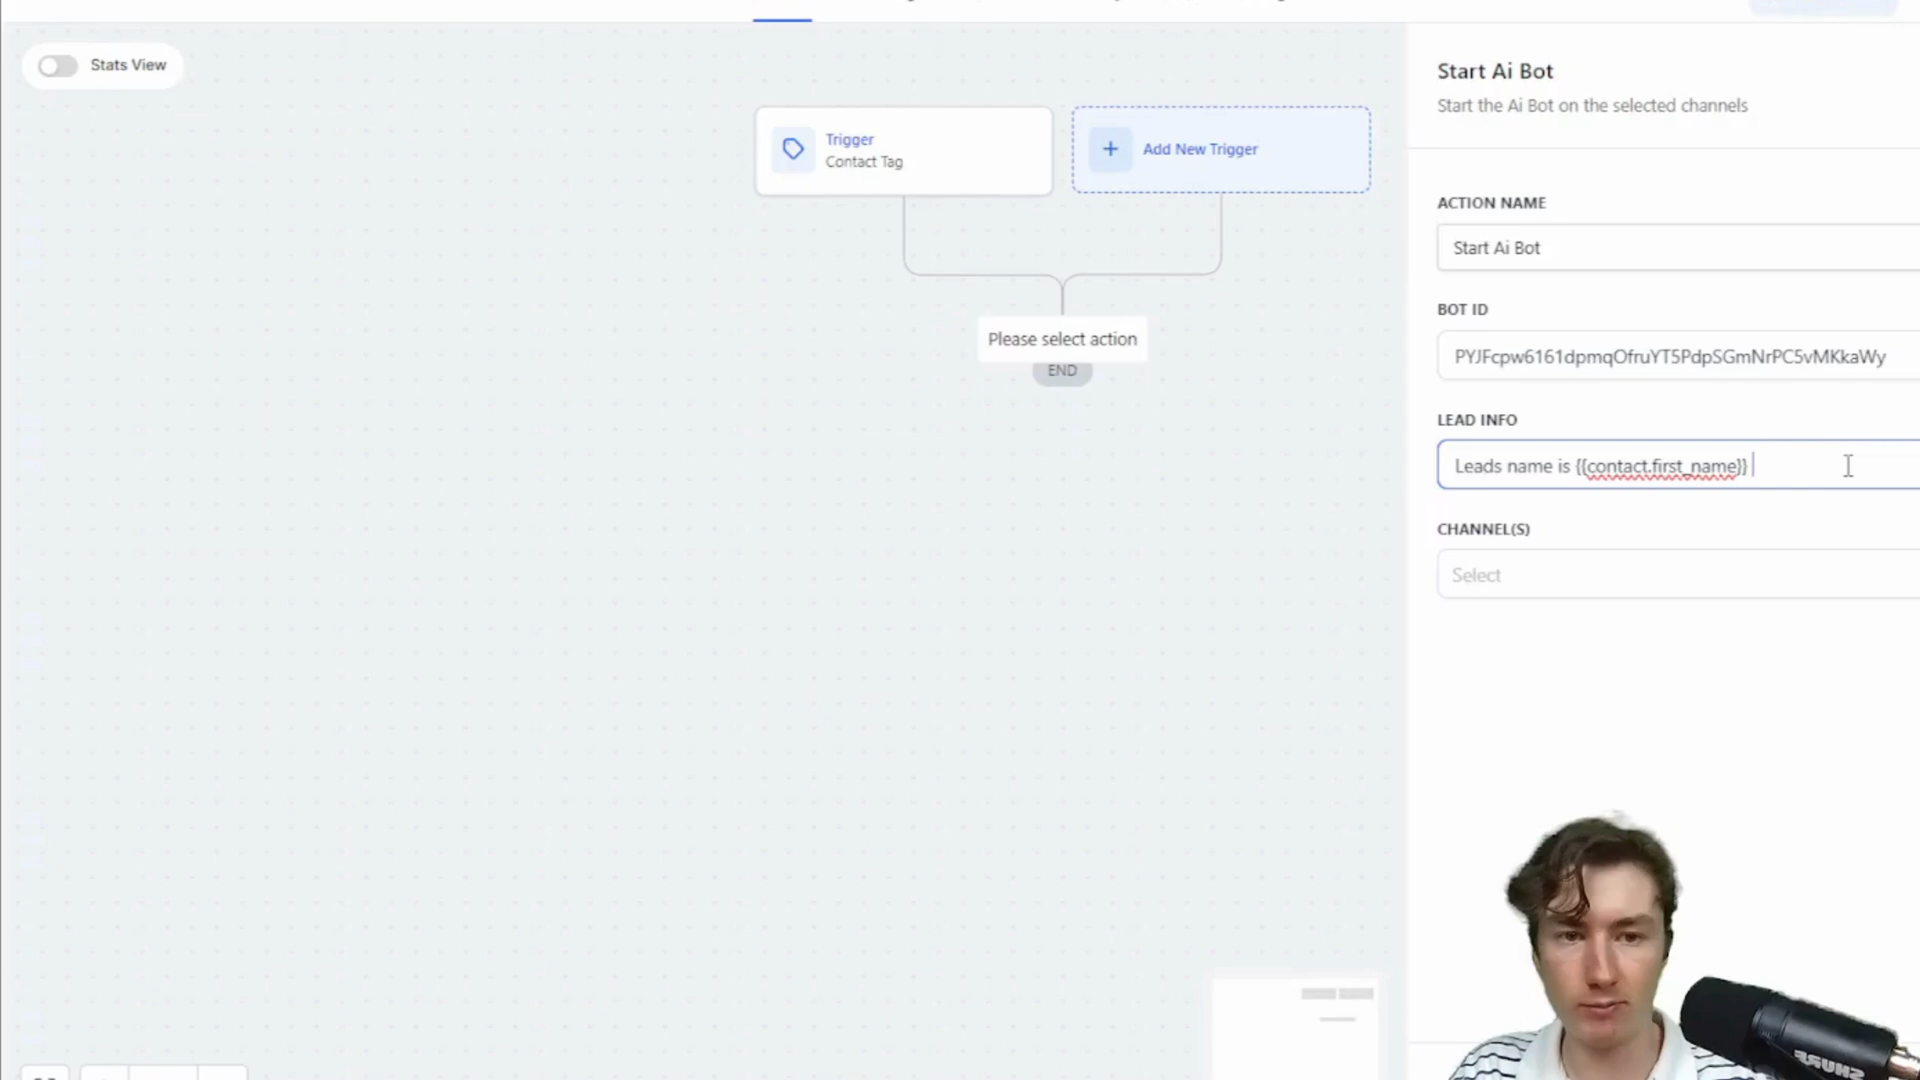 Stats View
Trigger
Contact Tag
Add New Trigger
Please select action
END
Start Ai Bot
Start the Ai Bot on the selected channels
ACTION NAME
Start Ai Bot
BOT ID
PYJFcpw6161dpmqOfruYT5PdpSGmNrPC5vMKkaWy
LEAD INFO
Leads name is {{contact.first_name}}
CHANNEL(S)
Select
SHURE